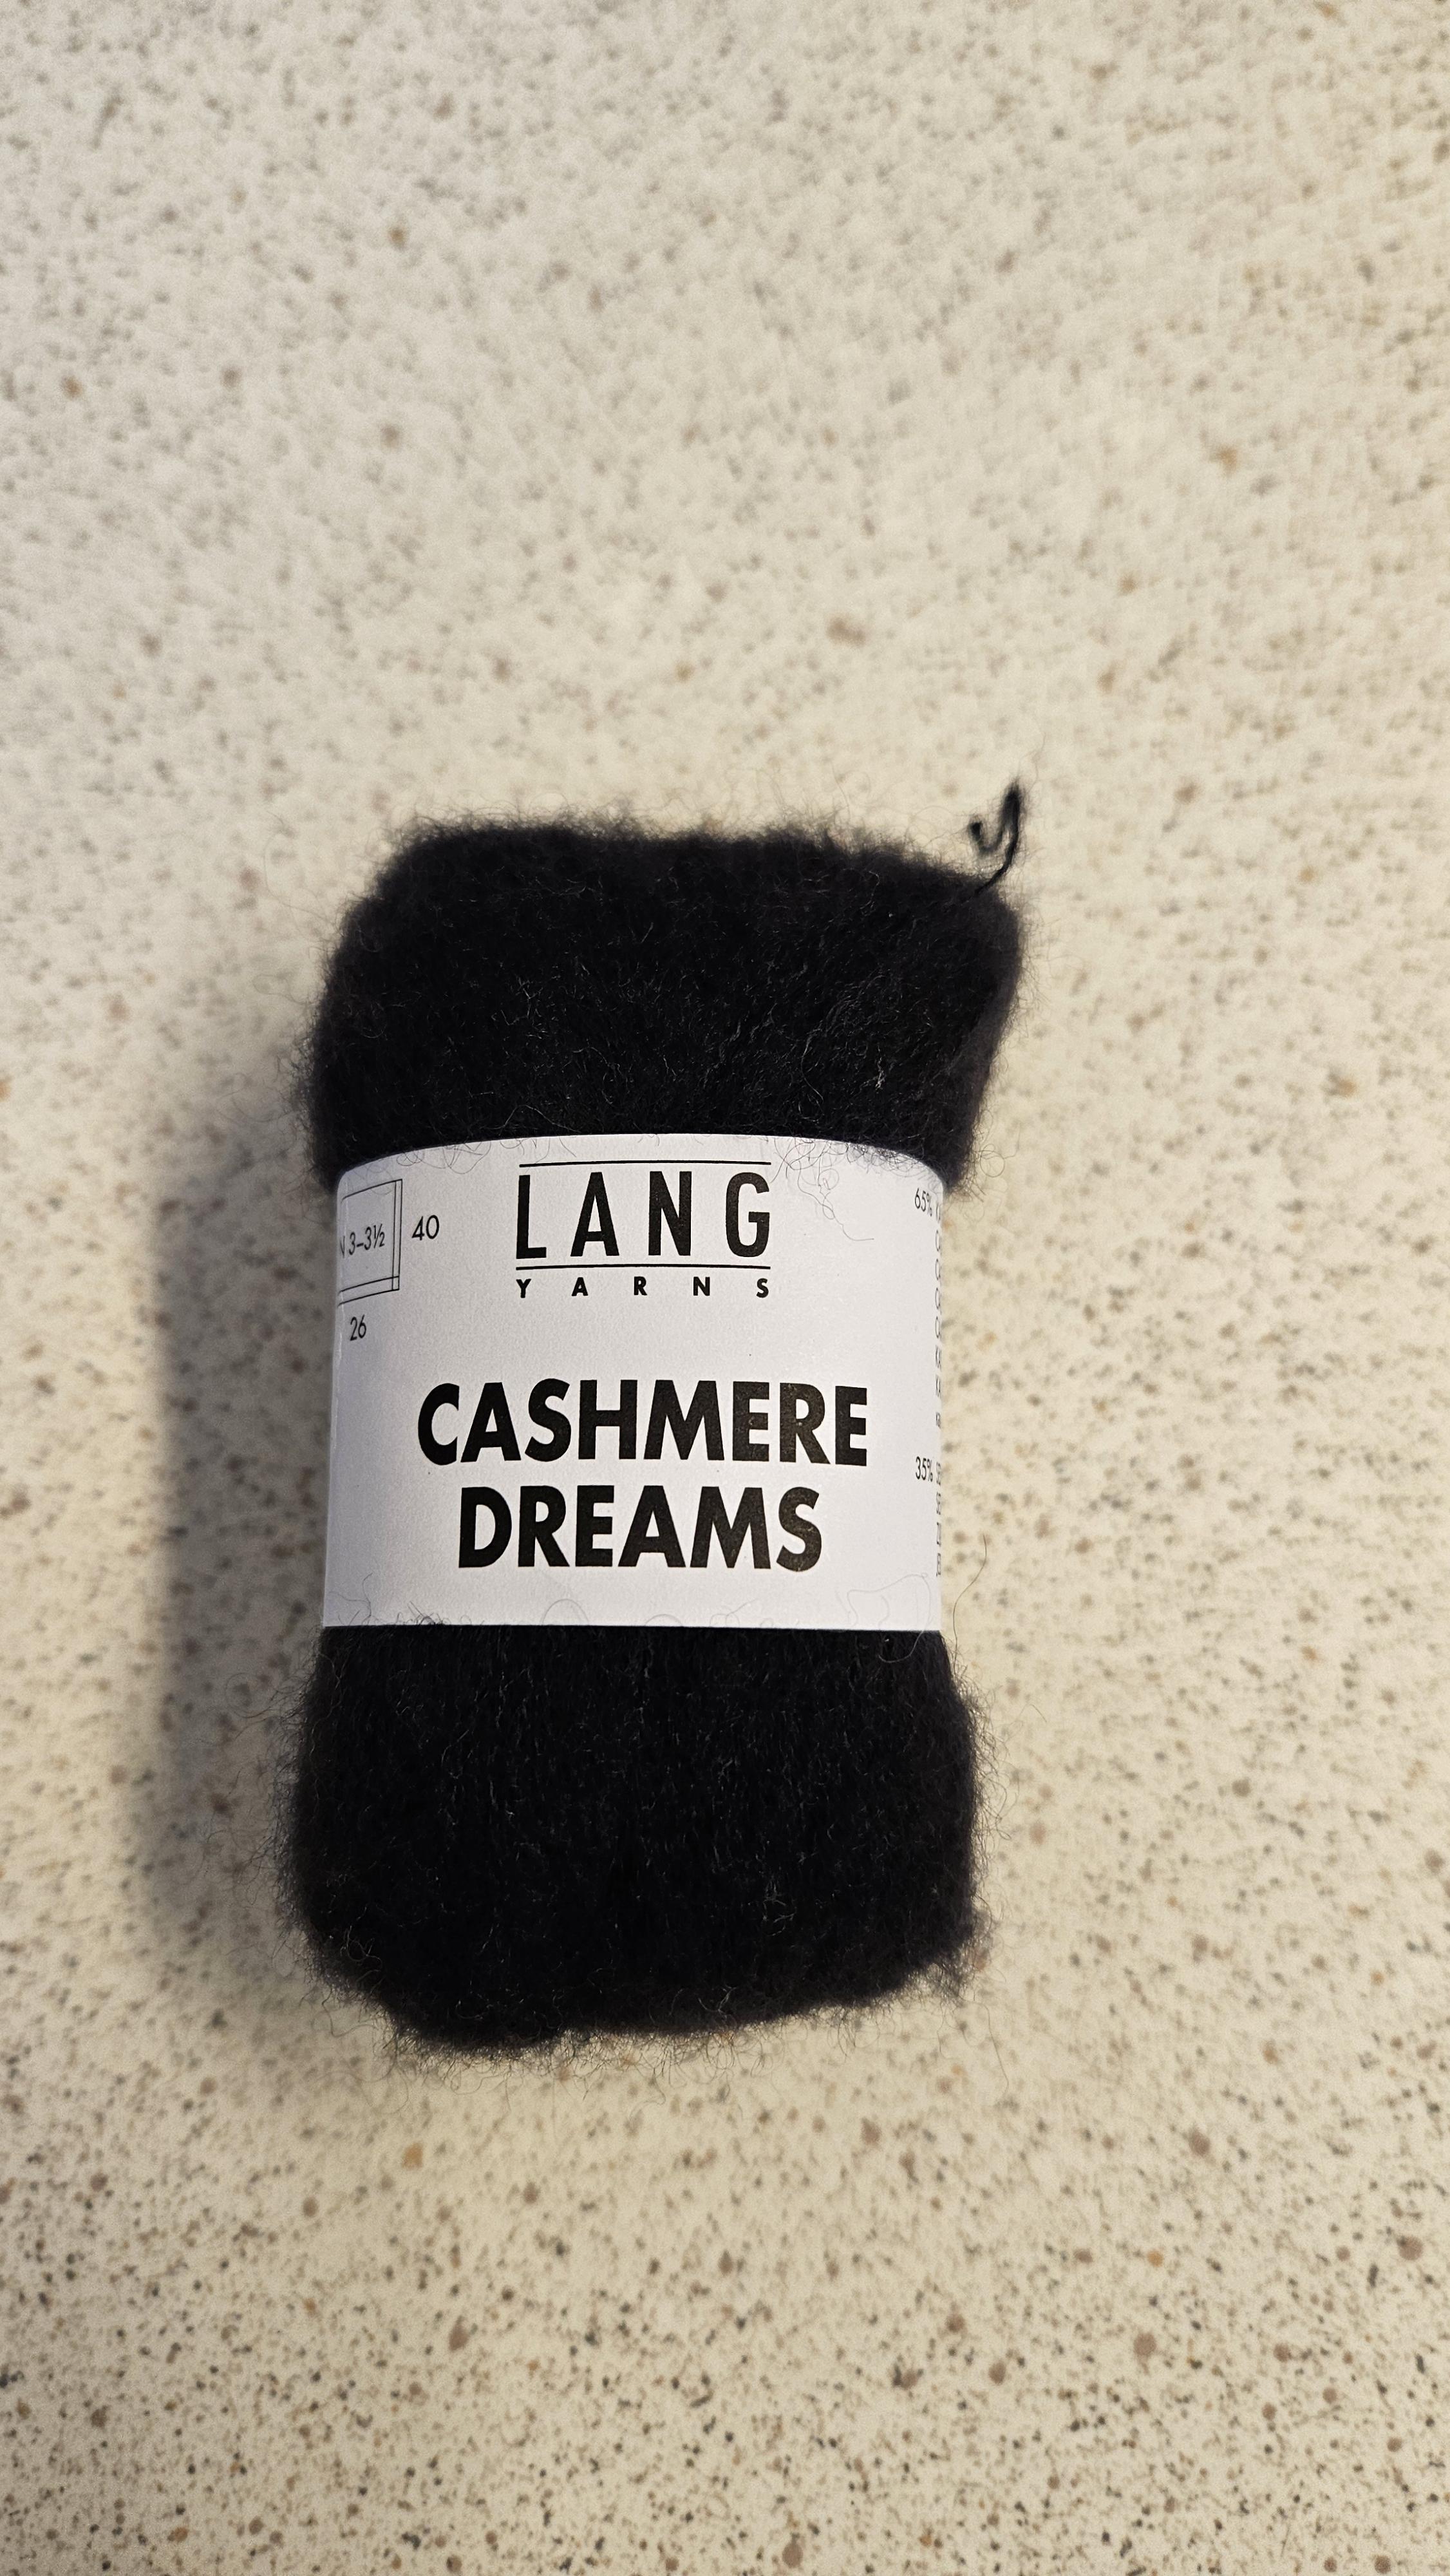 LANG
YARNS
3-3½
40
26
CASHMERE
DREAMS
65%
35%